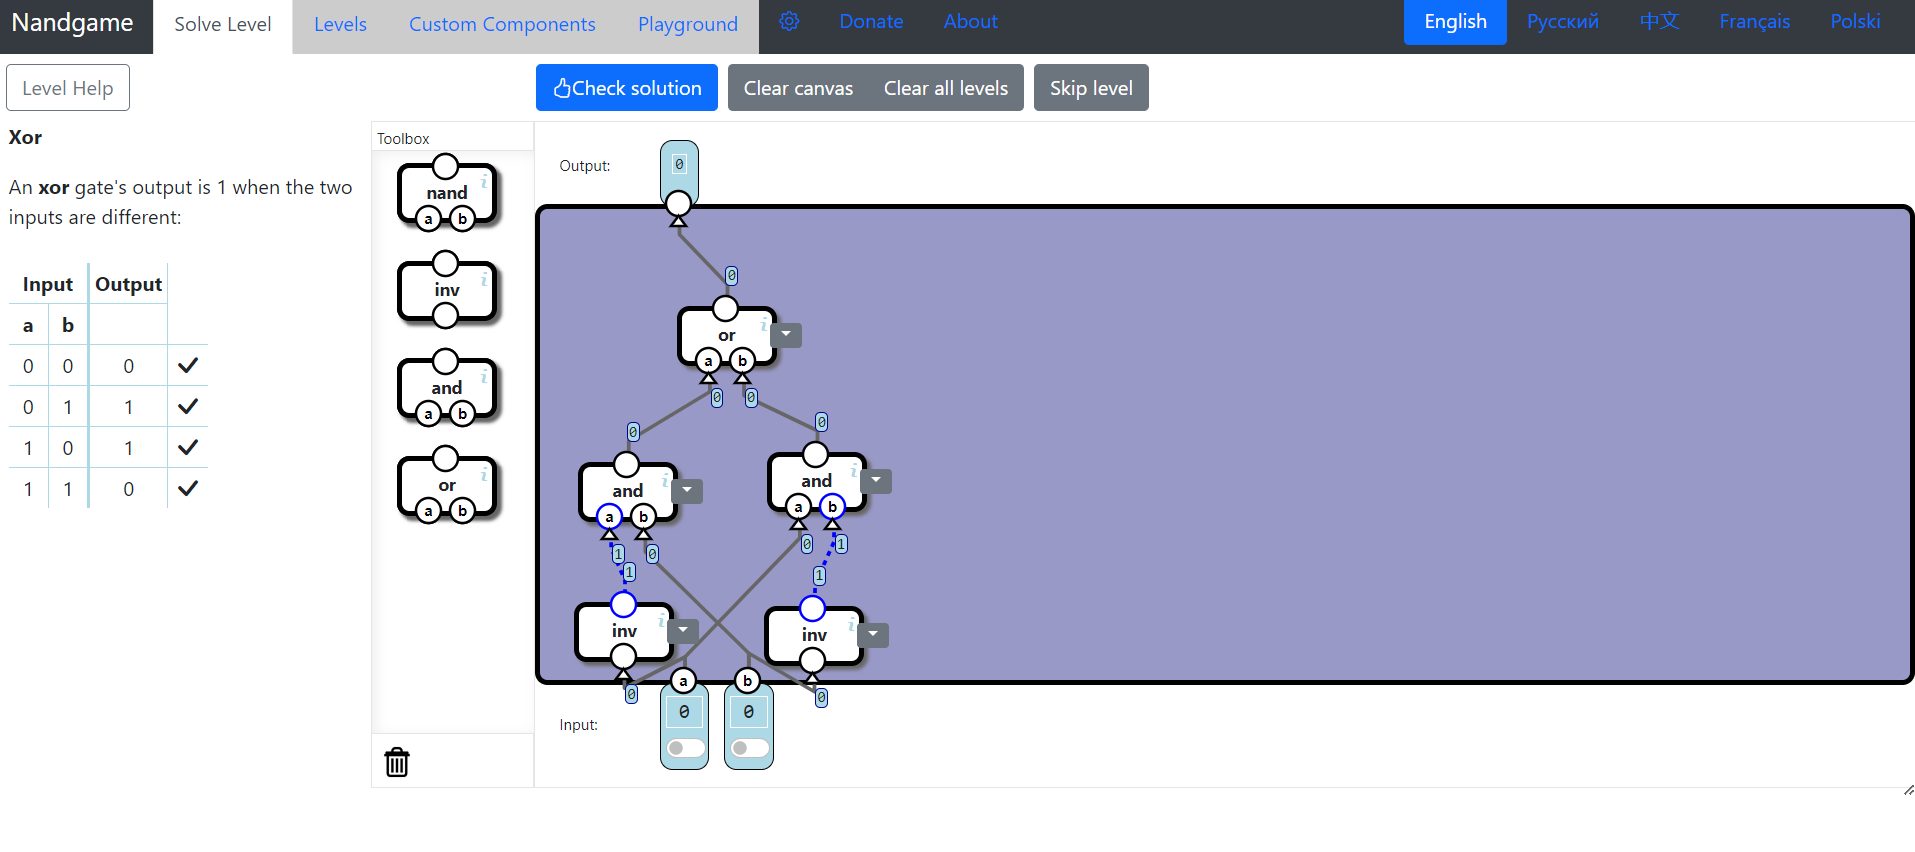 Nandgame
Solve Level
Levels
Custom Components
Playground
Donate
About
English
Русский
中文
Français
Polski
Level Help
Check solution
Clear canvas
Clear all levels
Skip level
Xor
An xor gate's output is 1 when the two
inputs are different:
Input Output
a b
0 0 0
0 1 1
1 0 1
1 1 0
Toolbox
nand
i
a b
inv
i
and
i
a b
or
i
a b
Output:
0
0
or
i
a b
0 0
0 0
and
i
a b
and
i
a b
1 0 0 1
1 1
inv
i
inv
i
0 a b 0
Input:
0 0